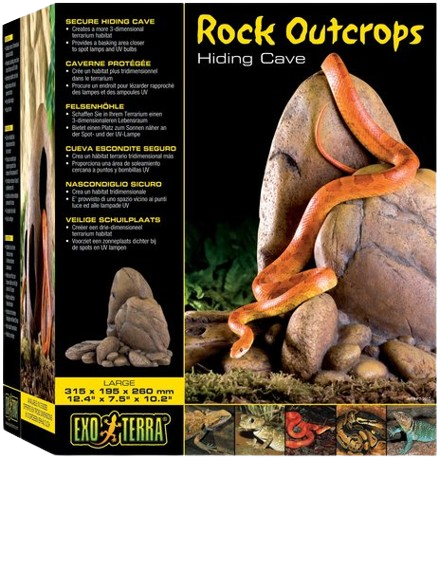 SECURE HIDING CAVE
• Creates a more 3-dimensional
terrarium habitat
• Provides a basking area closer
to spot lamps and UV bulbs
CAVERNE PROTÉGÉE
• Crée un habitat plus tridimensionnel
dans le terrarium
• Procure un endroit pour lézarder rapproché
des lampes et des ampoules UV
FELSENHÖHLE
• Schaffen Sie in Ihrem Terrarium einen
3-dimensionaleren Lebensraum
• Bietet einen Platz zum Sonnen näher an
der Spot- und der UV-Lampe
CUEVA ESCONDITE SEGURO
• Crea un hábitat terrario tridimensional más
• Proporciona una área de soleamiento
cercana a puntos y bombillas UV
NASCONDIGLIO SICURO
• Crea un habitat tridimensionale
• E' provvisto di uno spazio vicino ai punti
luce ed alle lampade UV
VEILIGE SCHUILPLAATS
• Creëer een drie-dimensioneel
terrarium habitat
• Voorziet een zonneplaats dichter bij
de spots en UV lampen
LARGE
315 x 195 x 260 mm
12.4" x 7.5" x 10.2"
EXO TERRA
Rock Outcrops
Hiding Cave